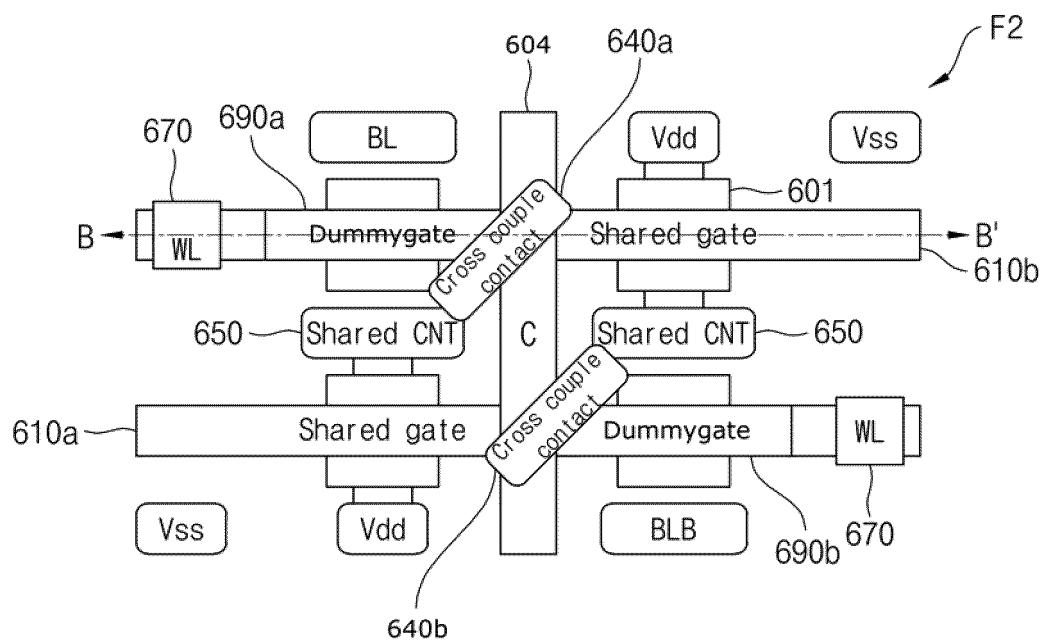 F2
604
640a
670
690a
BL
Vdd
Vss
601
B
WL
Dummygate
Cross couple
contact
Shared gate
B'
610b
650
Shared CNT
C
Shared CNT
650
610a
Shared gate
Cross couple
contact
Dummygate
WL
Vss
Vdd
BLB
690b
670
640b